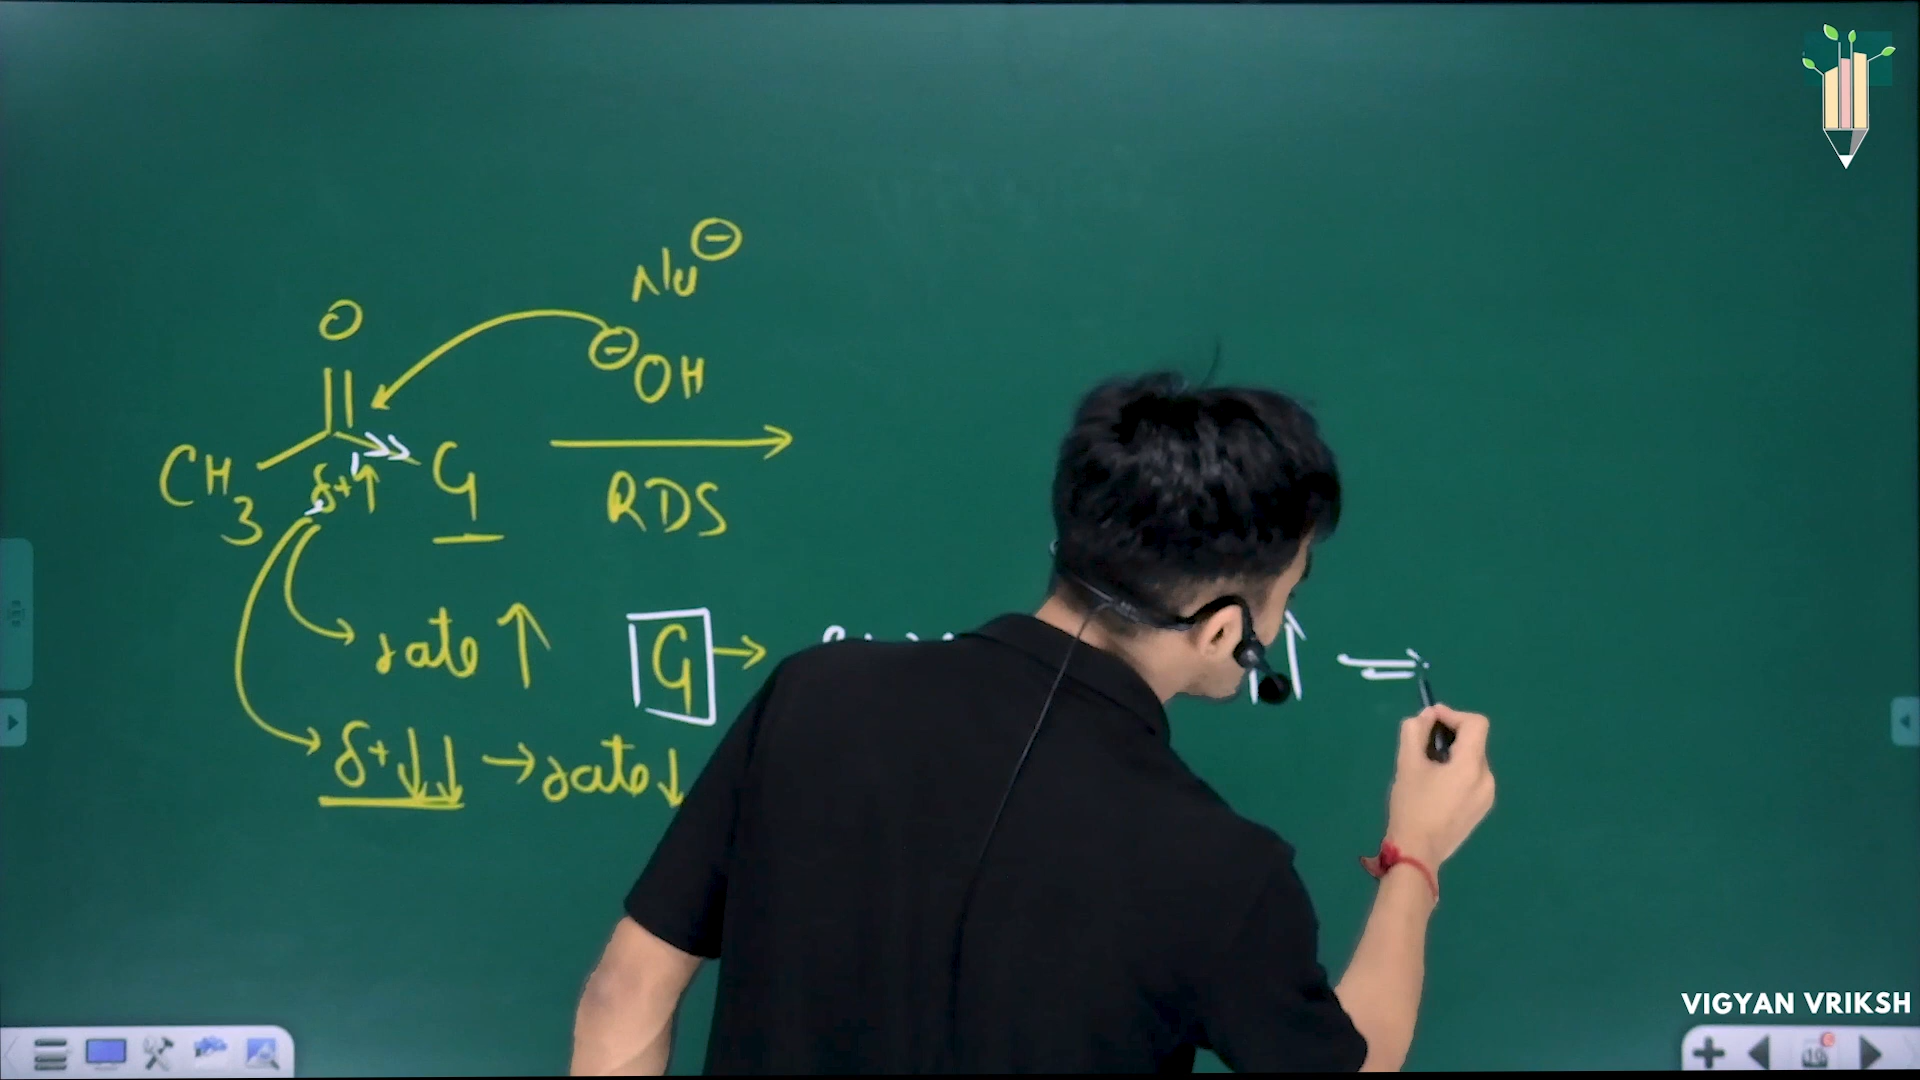 Nu⊖
O
⊖OH
CH3 δ+↑ G
RDS
rate ↑
G →
δ+↓↓ → rate↓
VIGYAN VRIKSH